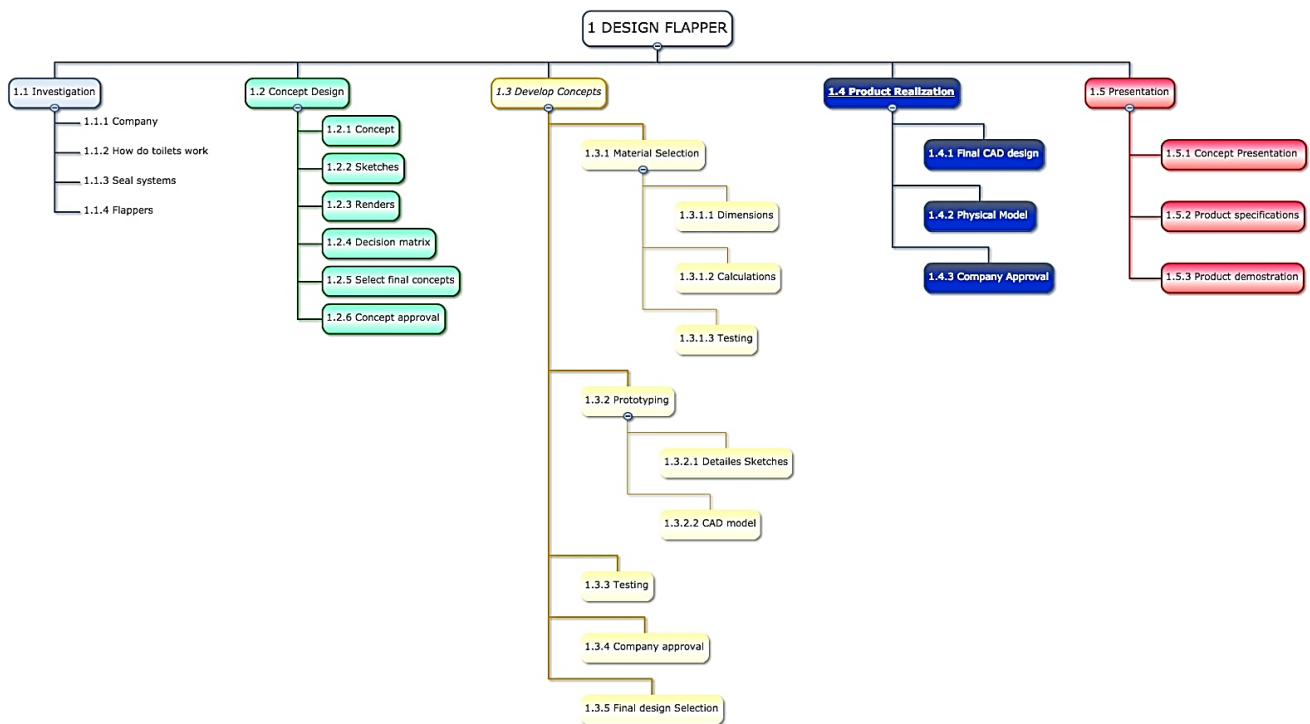 1 DESIGN FLAPPER
1.1 Investigation
1.1.1 Company
1.1.2 How do toilets work
1.1.3 Seal systems
1.1.4 Flappers
1.2 Concept Design
1.2.1 Concept
1.2.2 Sketches
1.2.3 Renders
1.2.4 Decision matrix
1.2.5 Select final concepts
1.2.6 Concept approval
1.3 Develop Concepts
1.3.1 Material Selection
1.3.1.1 Dimensions
1.3.1.2 Calculations
1.3.1.3 Testing
1.3.2 Prototyping
1.3.2.1 Detailes Sketches
1.3.2.2 CAD model
1.3.3 Testing
1.3.4 Company approval
1.3.5 Final design Selection
1.4 Product Realization
1.4.1 Final CAD design
1.4.2 Physical Model
1.4.3 Company Approval
1.5 Presentation
1.5.1 Concept Presentation
1.5.2 Product specifications
1.5.3 Product demostration